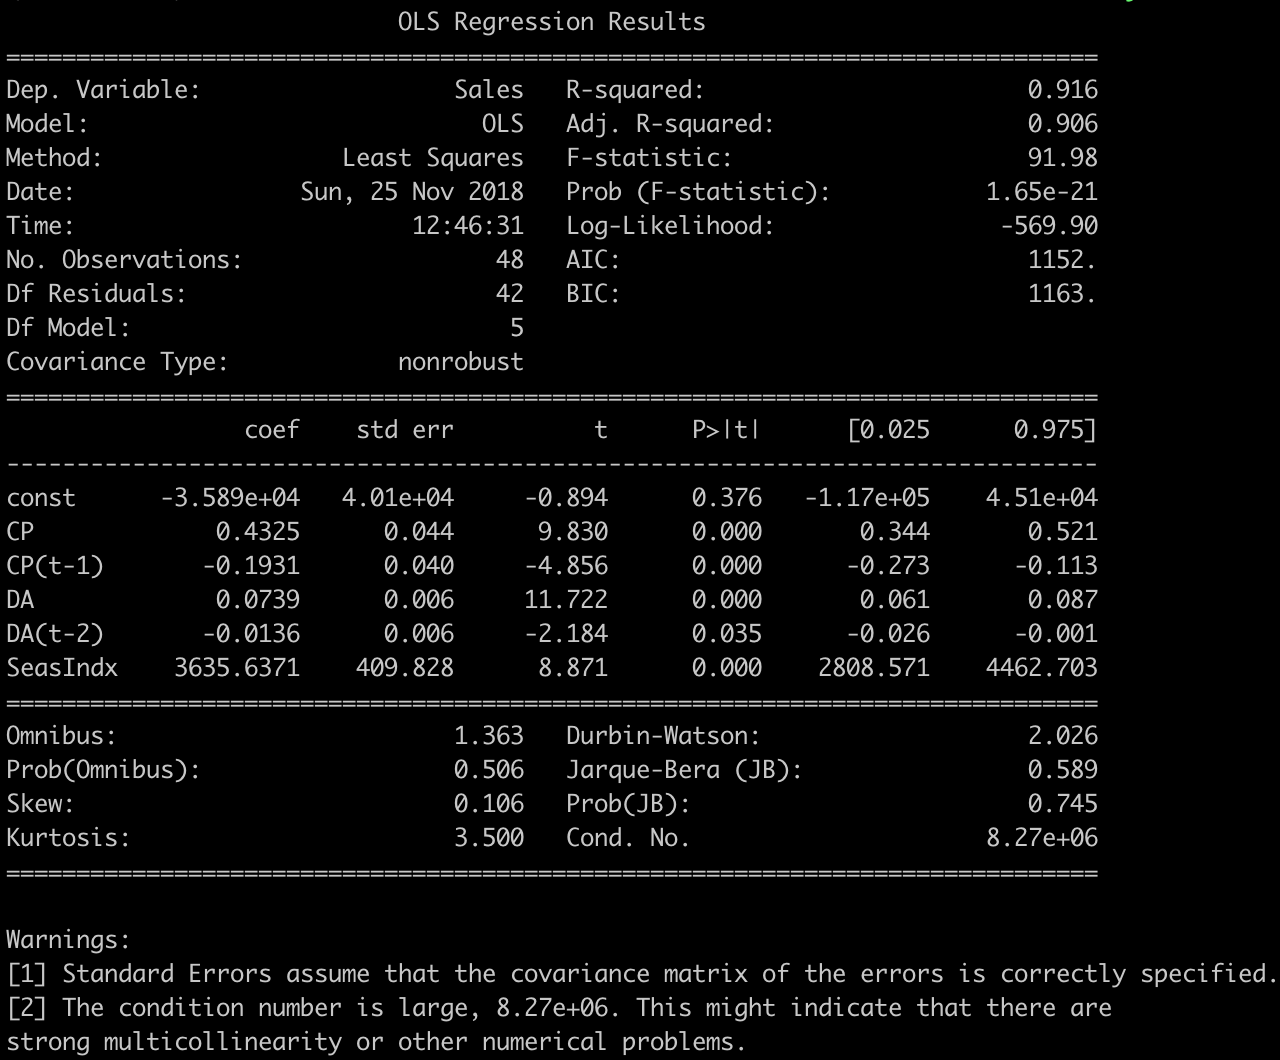 OLS Regression Results
==============================================================================
Dep. Variable:                  Sales   R-squared:                       0.916
Model:                            OLS   Adj. R-squared:                  0.906
Method:                 Least Squares   F-statistic:                     91.98
Date:                Sun, 25 Nov 2018   Prob (F-statistic):           1.65e-21
Time:                        12:46:31   Log-Likelihood:                -569.90
No. Observations:                  48   AIC:                             1152.
Df Residuals:                      42   BIC:                             1163.
Df Model:                           5
Covariance Type:            nonrobust
==============================================================================
                 coef    std err          t      P>|t|      [0.025      0.975]
------------------------------------------------------------------------------
const      -3.589e+04   4.01e+04     -0.894      0.376   -1.17e+05    4.51e+04
CP             0.4325      0.044      9.830      0.000       0.344       0.521
CP(t-1)       -0.1931      0.040     -4.856      0.000      -0.273      -0.113
DA             0.0739      0.006     11.722      0.000       0.061       0.087
DA(t-2)       -0.0136      0.006     -2.184      0.035      -0.026      -0.001
SeasIndx    3635.6371    409.828      8.871      0.000    2808.571    4462.703
==============================================================================
Omnibus:                        1.363   Durbin-Watson:                   2.026
Prob(Omnibus):                  0.506   Jarque-Bera (JB):                0.589
Skew:                           0.106   Prob(JB):                        0.745
Kurtosis:                       3.500   Cond. No.                     8.27e+06
==============================================================================
Warnings:
[1] Standard Errors assume that the covariance matrix of the errors is correctly specified.
[2] The condition number is large, 8.27e+06. This might indicate that there are
strong multicollinearity or other numerical problems.